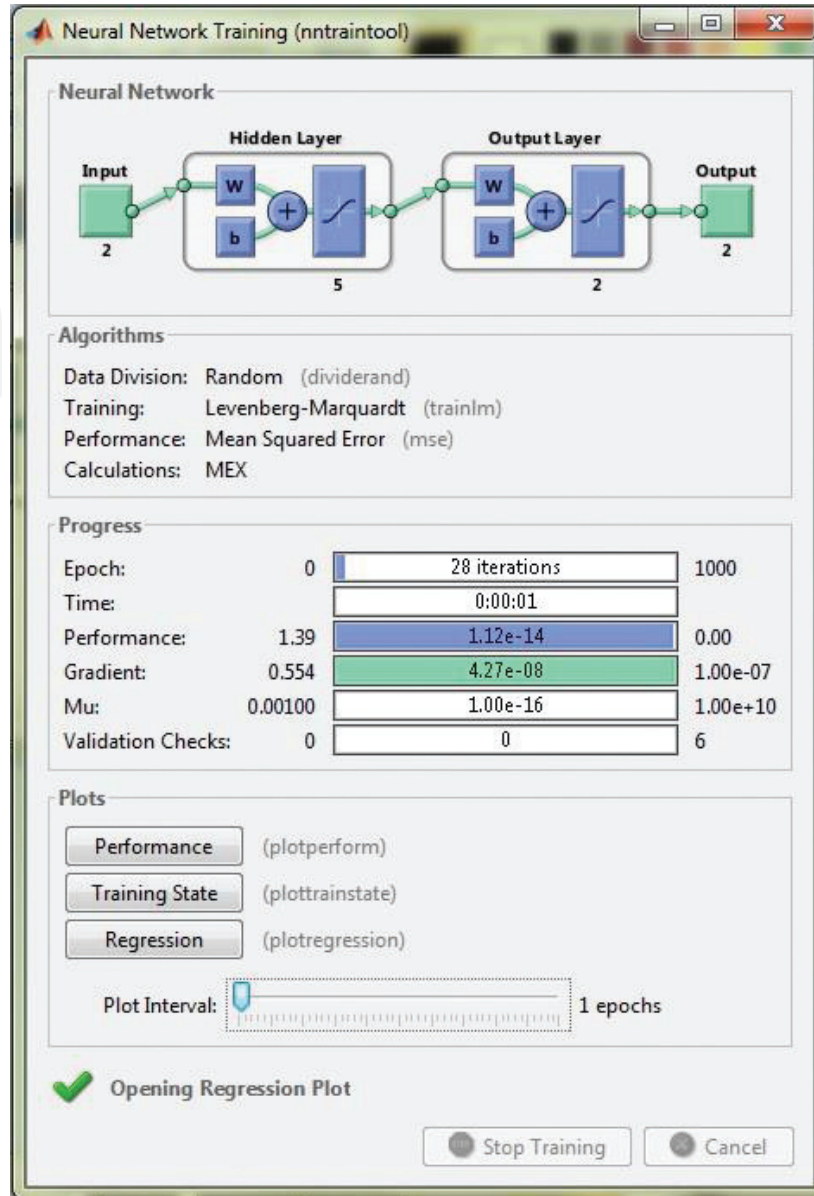 Neural Network Training (nntraintool)
Neural Network
Hidden Layer Output Layer
Input Output
W W
b b
2 2
5 2
Algorithms
Data Division: Random (dividerand)
Training: Levenberg-Marquardt (trainlm)
Performance: Mean Squared Error (mse)
Calculations: MEX
Progress
Epoch: 0 28 iterations 1000
Time: 0:00:01
Performance: 1.39 1.12e-14 0.00
Gradient: 0.554 4.27e-08 1.00e-07
Mu: 0.00100 1.00e-16 1.00e+10
Validation Checks: 0 0 6
Plots
Performance (plotperform)
Training State (plottrainstate)
Regression (plotregression)
Plot Interval: 1 epochs
Opening Regression Plot
Stop Training Cancel